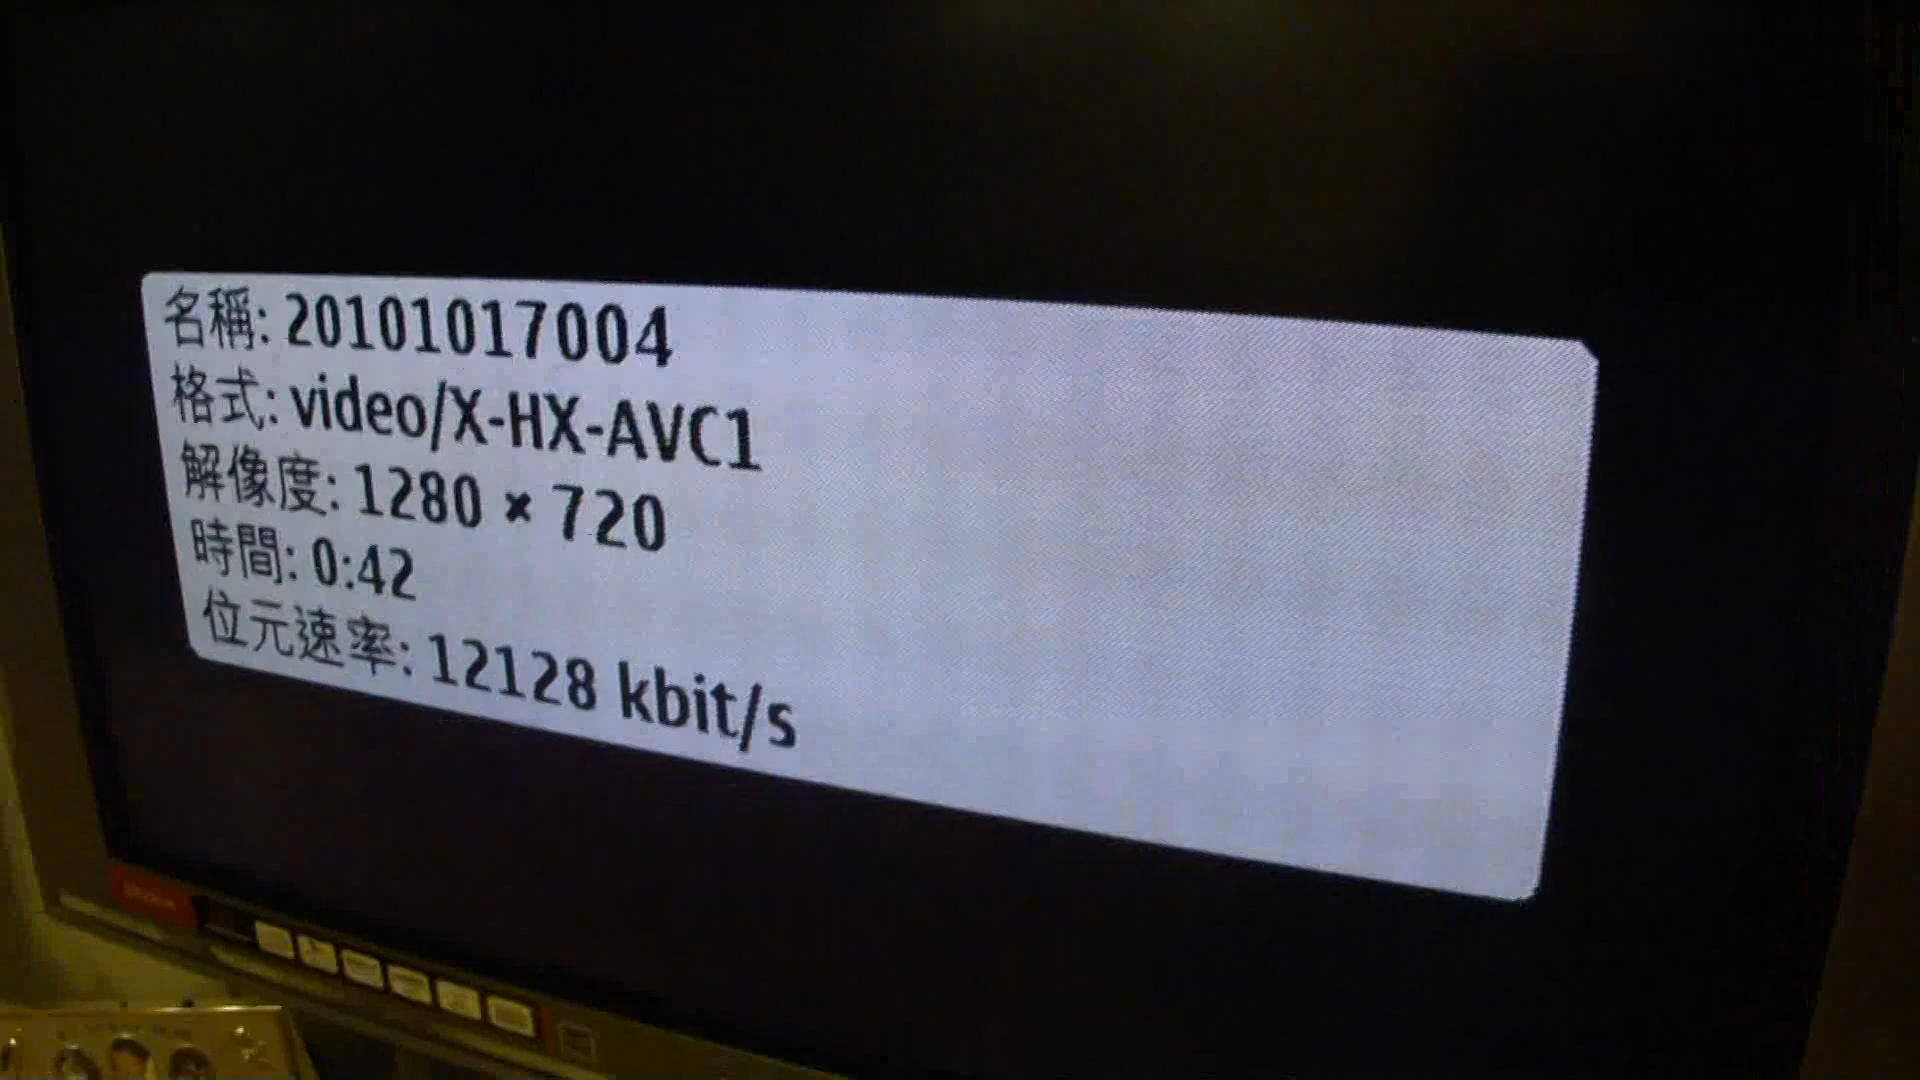 名稱: 20101017004
格式: video/X-HX-AVC1
解像度: 1280 × 720
時間: 0:42
位元速率: 12128 kbit/s